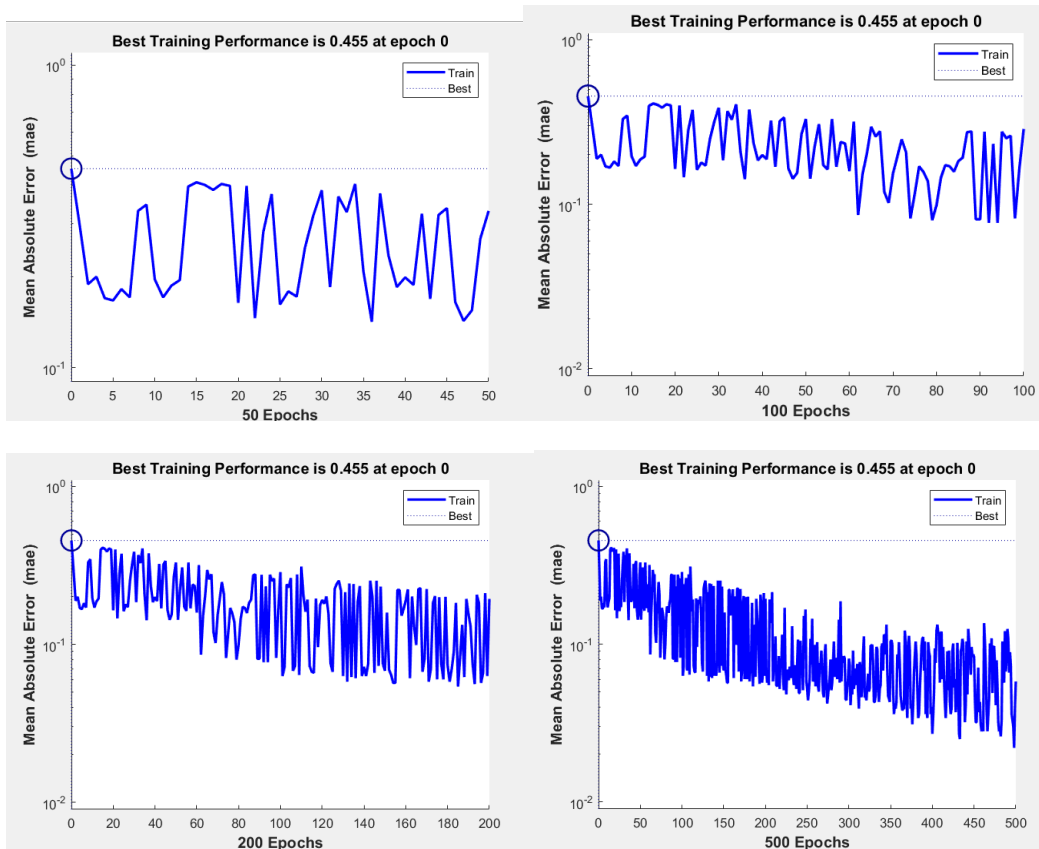 Best Training Performance is 0.455 at epoch 0
Mean Absolute Error (mae)
10^0
10^-1
Train
Best
0 5 10 15 20 25 30 35 40 45 50
50 Epochs
Best Training Performance is 0.455 at epoch 0
Mean Absolute Error (mae)
10^0
10^-1
10^-2
Train
Best
0 10 20 30 40 50 60 70 80 90 100
100 Epochs
Best Training Performance is 0.455 at epoch 0
Mean Absolute Error (mae)
10^0
10^-1
10^-2
Train
Best
0 20 40 60 80 100 120 140 160 180 200
200 Epochs
Best Training Performance is 0.455 at epoch 0
Mean Absolute Error (mae)
10^0
10^-1
10^-2
Train
Best
0 50 100 150 200 250 300 350 400 450 500
500 Epochs